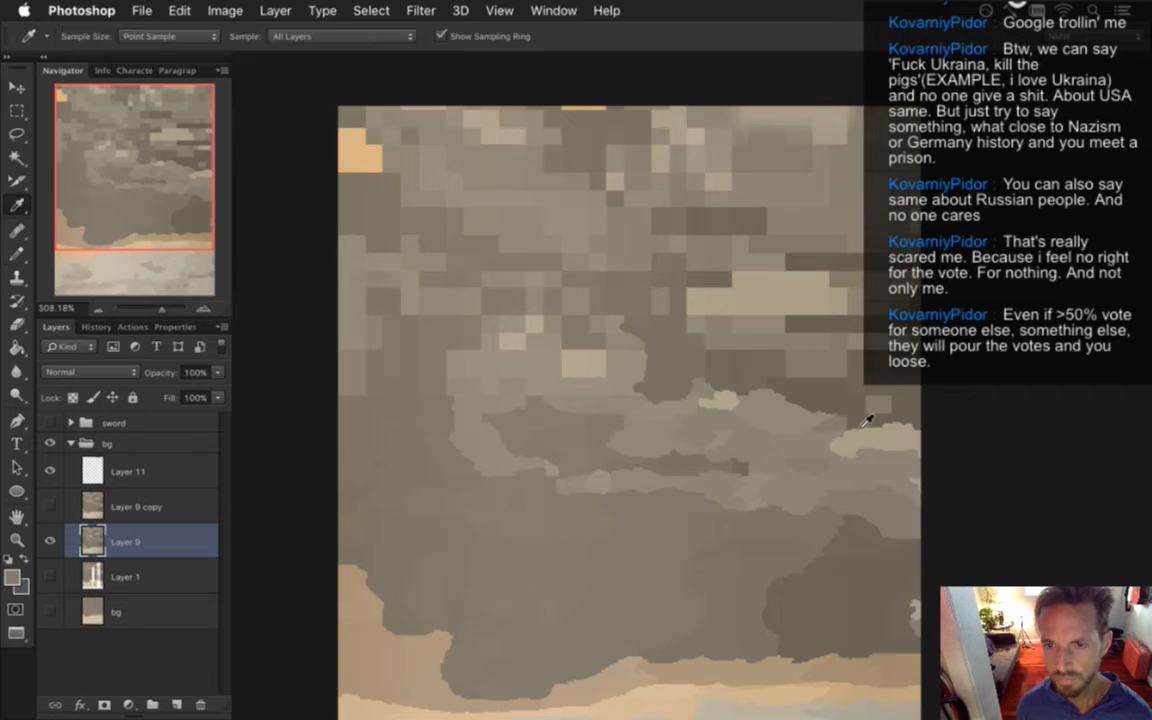 Photoshop File Edit Image Layer Type Select Filter 3D View Window Help
Sample Size: Point Sample Sample: All Layers Show Sampling Ring
Navigator Info Characte Paragrap
308.18%
Layers History Actions Properties
Kind
Normal Opacity: 100%
Lock: Fill: 100%
sword
bg
Layer 11
Layer 9 copy
Layer 9
Layer 1
bg
KovarniyPidor : Google trollin' me
KovarniyPidor : Btw, we can say
'Fuck Ukraina, kill the
pigs'(EXAMPLE, i love Ukraina)
and no one give a shit. About USA
same. But just try to say
something, what close to Nazism
or Germany history and you meet a
prison.
KovarniyPidor : You can also say
same about Russian people. And
no one cares
KovarniyPidor : That's really
scared me. Because i feel no right
for the vote. For nothing. And not
only me.
KovarniyPidor : Even if >50% vote
for someone else, something else,
they will pour the votes and you
loose.